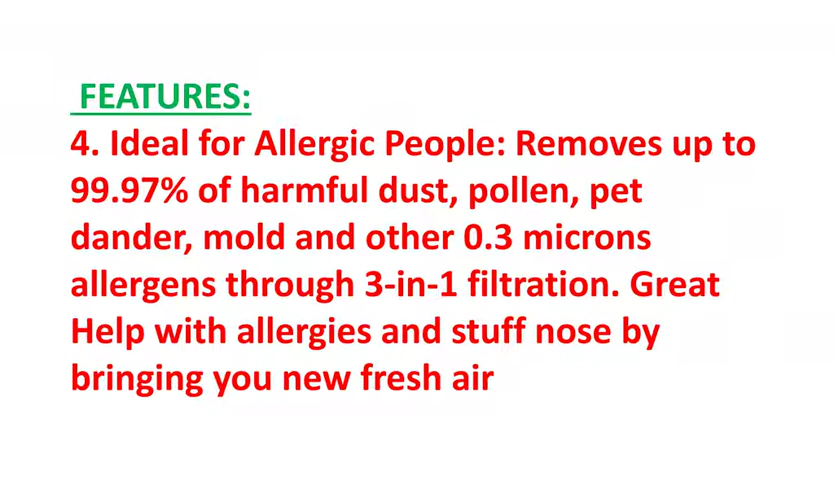 FEATURES:
4. Ideal for Allergic People: Removes up to
99.97% of harmful dust, pollen, pet
dander, mold and other 0.3 microns
allergens through 3-in-1 filtration. Great
Help with allergies and stuff nose by
bringing you new fresh air